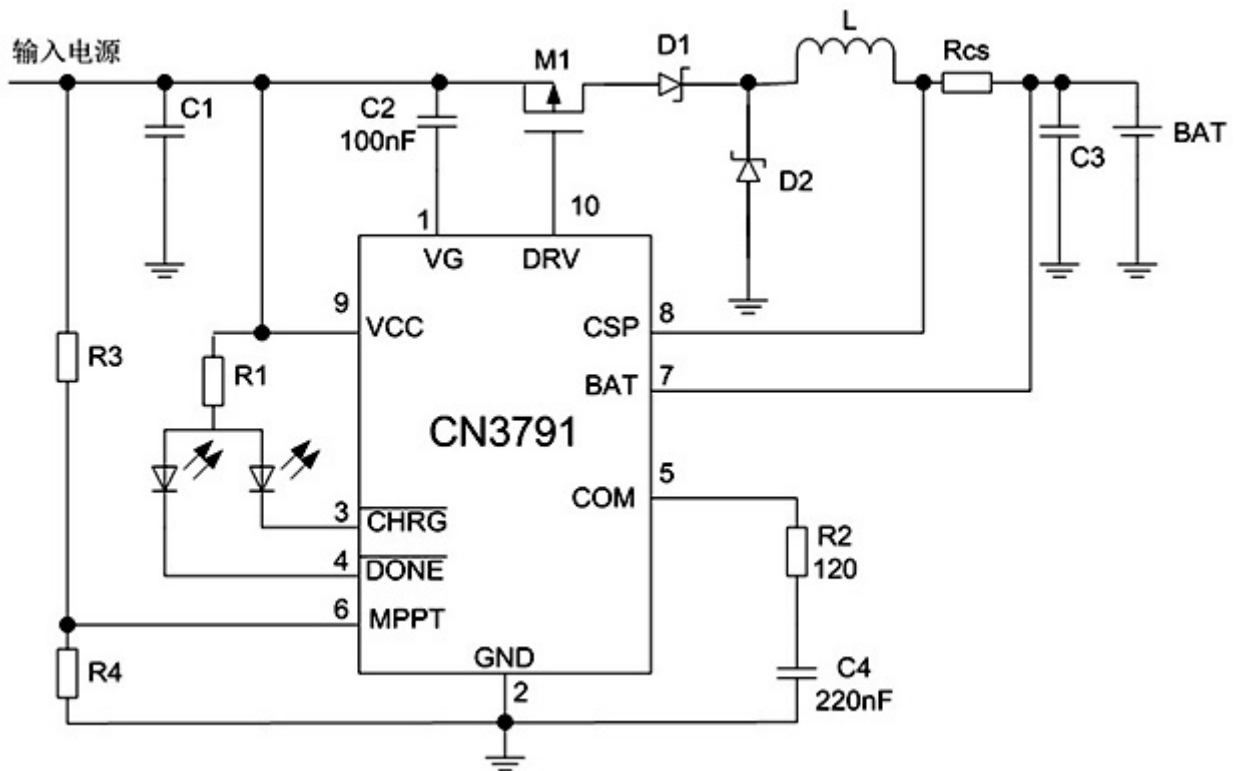 输入电源
C1
C2
100nF
M1
D1
L
Rcs
D2
C3
BAT
1
10
VG
DRV
9
VCC
CSP
8
R3
R1
BAT
7
CN3791
5
COM
3
CHRG
R2
120
4
DONE
6
MPPT
R4
GND
2
C4
220nF